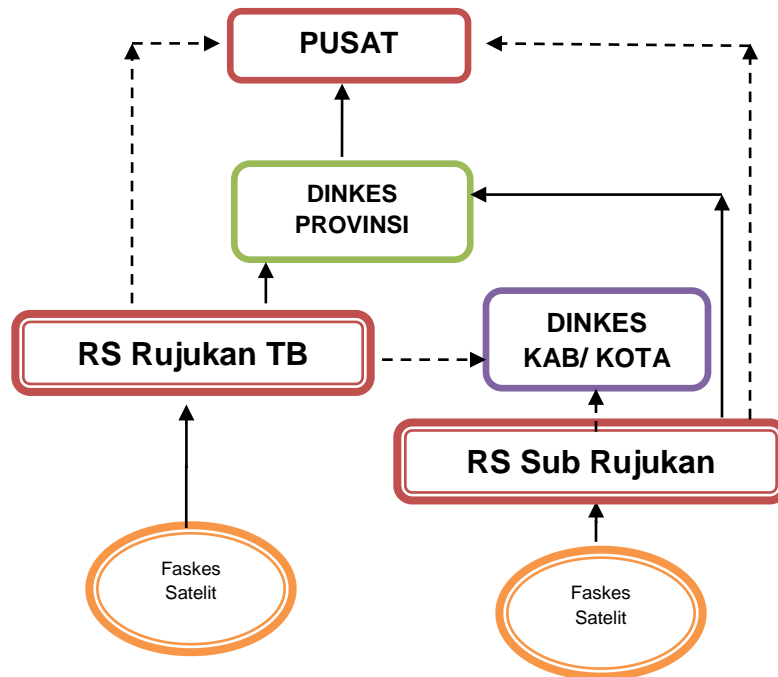 PUSAT
DINKES
PROVINSI
RS Rujukan TB
DINKES
KAB/ KOTA
RS Sub Rujukan
Faskes
Satelit
Faskes
Satelit